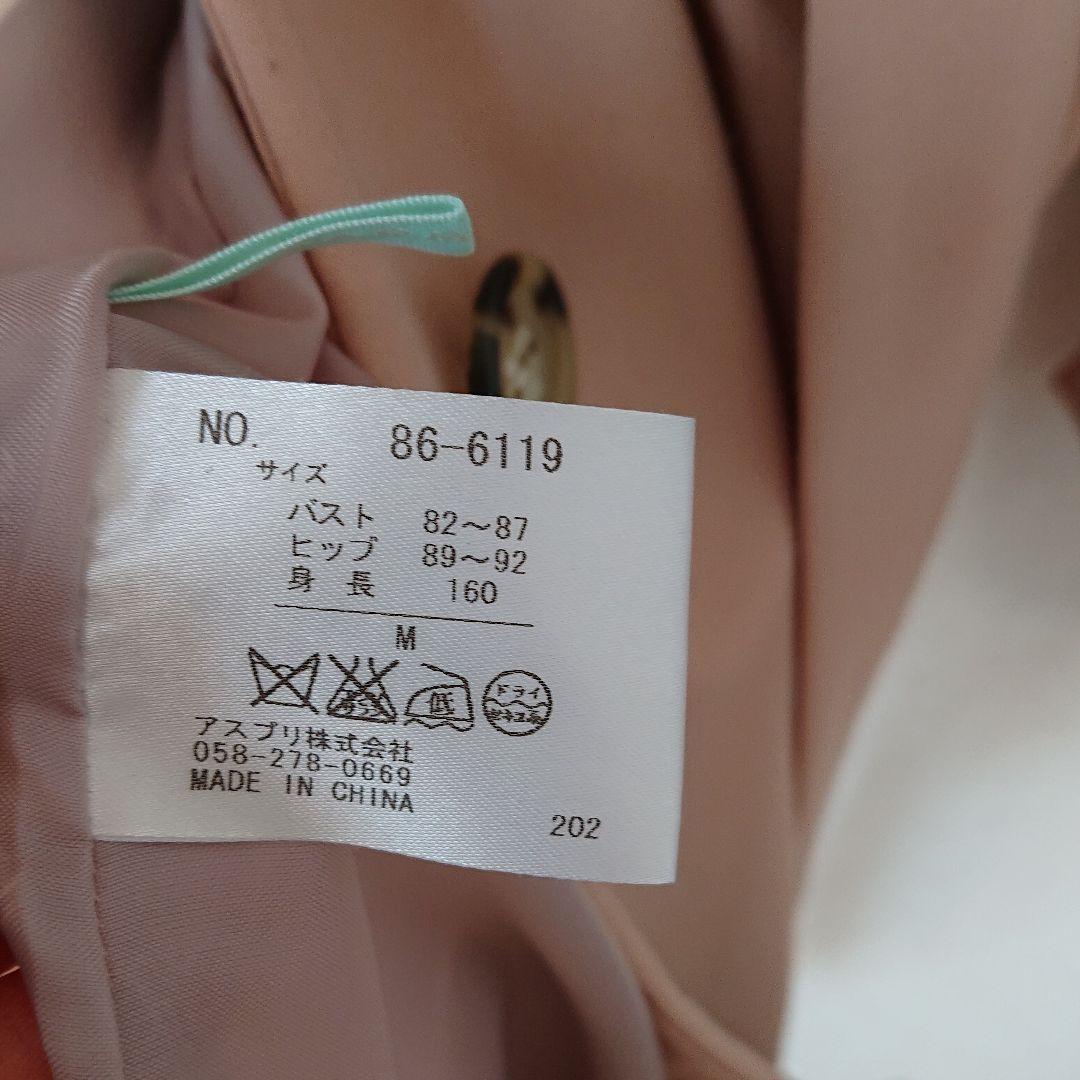 NO. 86-6119
サイズ
バスト 82～87
ヒップ 89～92
身長 160
M
低 ドライ
アスプリ株式会社
058-278-0669
MADE IN CHINA
202